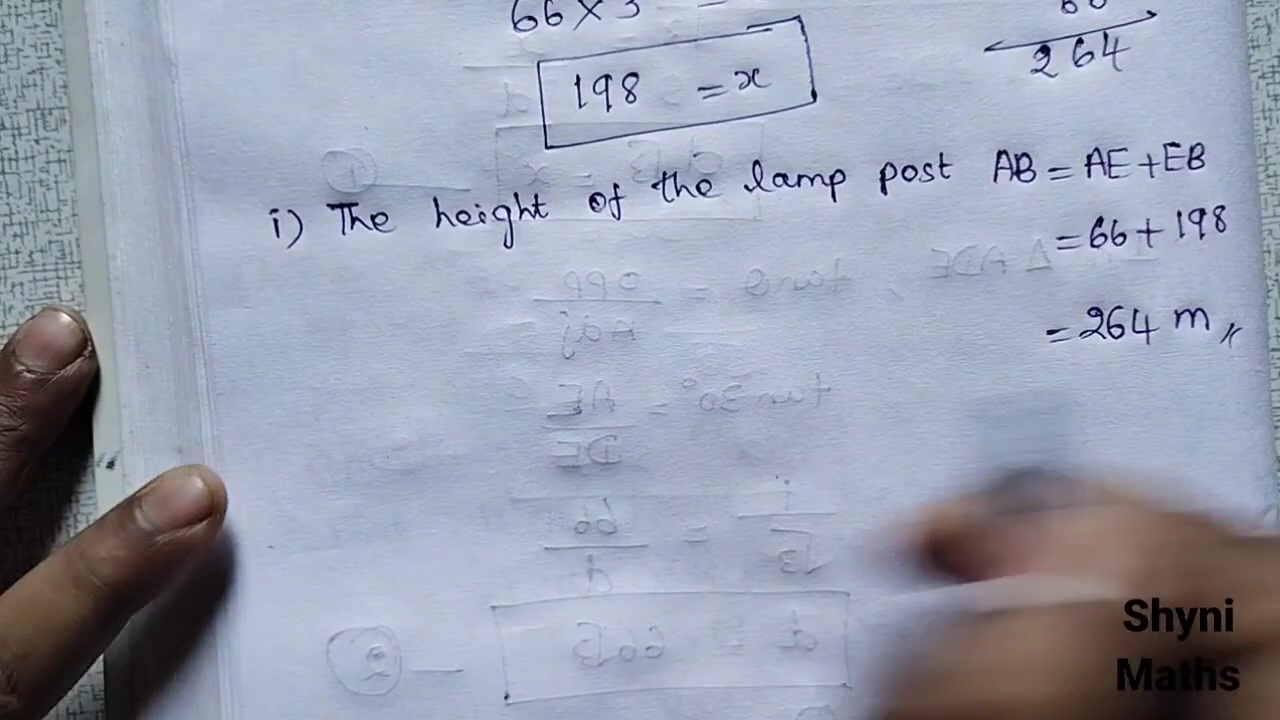 66 × 3 =
198 = x
264
i) The height of the lamp post AB = AE + EB
= 66 + 198
= 264 m
Shyni
Maths